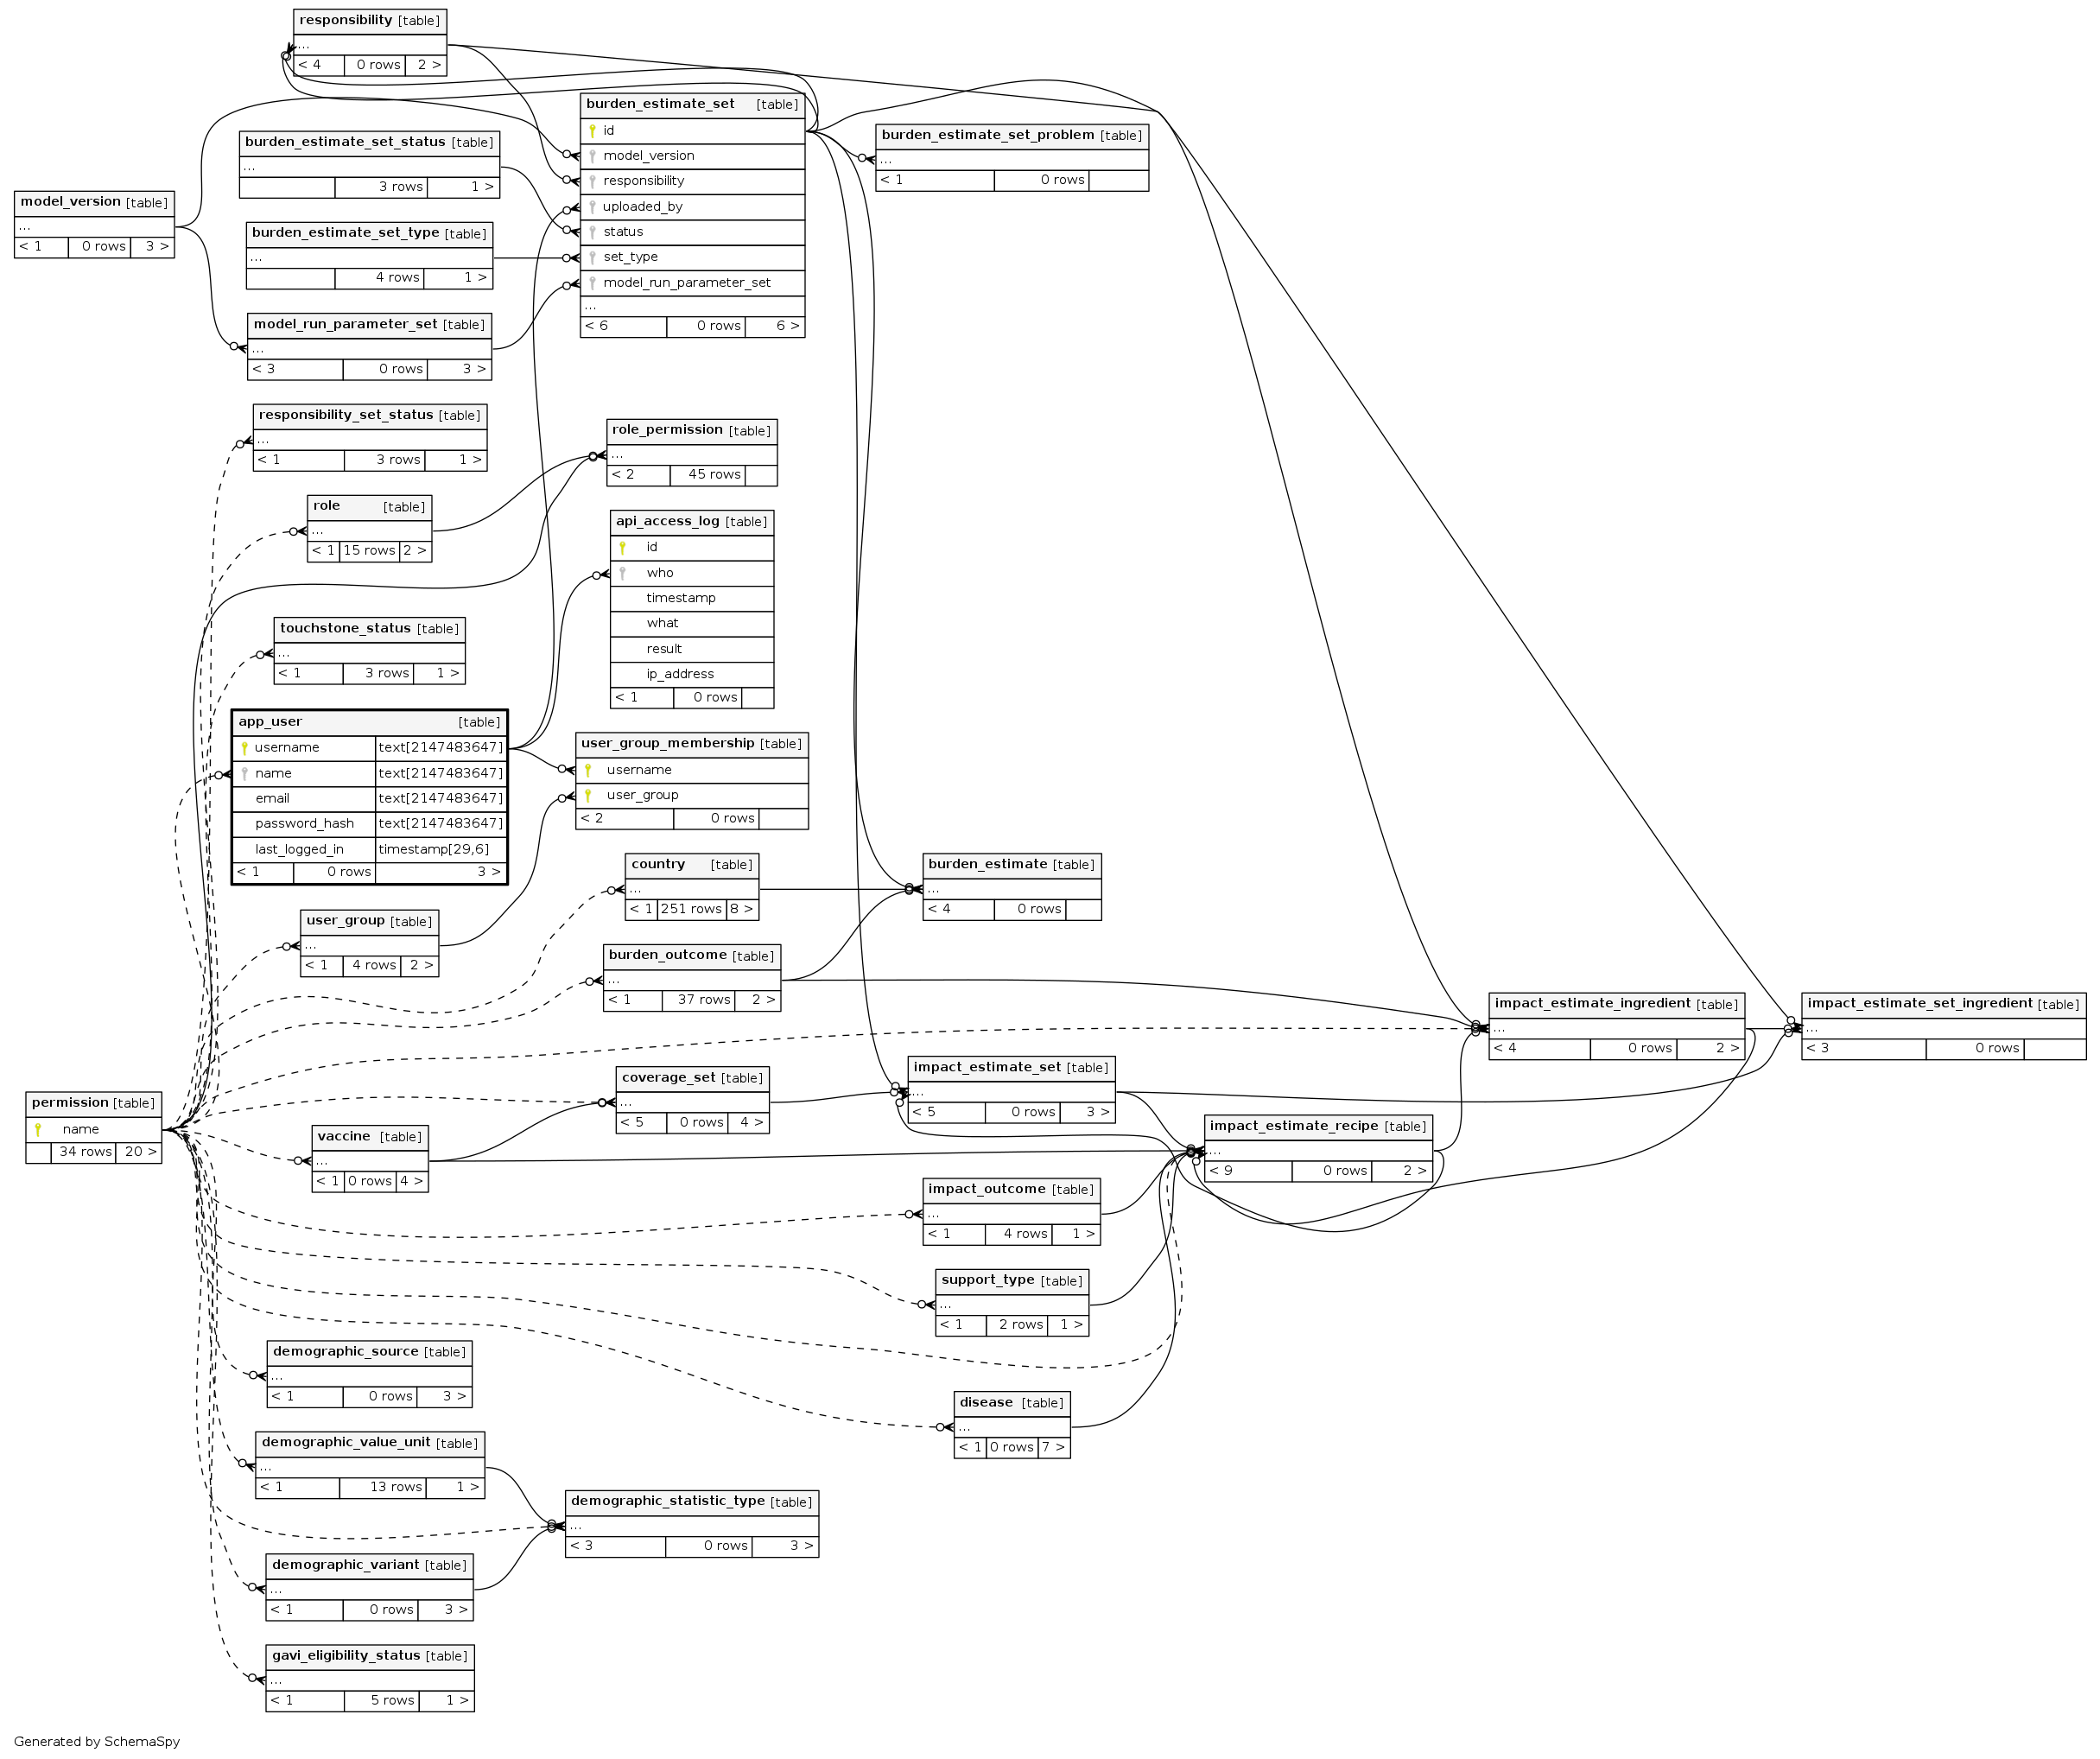 responsibility [table]
...
< 4 0 rows 2 >
burden_estimate_set [table]
id
model_version
responsibility
uploaded_by
status
set_type
model_run_parameter_set
...
< 6 0 rows 6 >
burden_estimate_set_problem [table]
...
< 1 0 rows
burden_estimate_set_status [table]
...
3 rows 1 >
model_version [table]
...
< 1 0 rows 3 >
burden_estimate_set_type [table]
...
4 rows 1 >
model_run_parameter_set [table]
...
< 3 0 rows 3 >
responsibility_set_status [table]
...
< 1 3 rows 1 >
role_permission [table]
...
< 2 45 rows
role [table]
...
< 1 15 rows 2 >
api_access_log [table]
id
who
timestamp
what
result
ip_address
< 1 0 rows
touchstone_status [table]
...
< 1 3 rows 1 >
app_user [table]
username text[2147483647]
name text[2147483647]
email text[2147483647]
password_hash text[2147483647]
last_logged_in timestamp[29,6]
< 1 0 rows 3 >
user_group_membership [table]
username
user_group
< 2 0 rows
country [table]
...
< 1 251 rows 8 >
burden_estimate [table]
...
< 4 0 rows
user_group [table]
...
< 1 4 rows 2 >
burden_outcome [table]
...
< 1 37 rows 2 >
impact_estimate_ingredient [table]
...
< 4 0 rows 2 >
impact_estimate_set_ingredient [table]
...
< 3 0 rows
impact_estimate_set [table]
...
< 5 0 rows 3 >
coverage_set [table]
...
< 5 0 rows 4 >
permission [table]
name
34 rows 20 >
impact_estimate_recipe [table]
...
< 9 0 rows 2 >
vaccine [table]
...
< 1 0 rows 4 >
impact_outcome [table]
...
< 1 4 rows 1 >
support_type [table]
...
< 1 2 rows 1 >
demographic_source [table]
...
< 1 0 rows 3 >
disease [table]
...
< 1 0 rows 7 >
demographic_value_unit [table]
...
< 1 13 rows 1 >
demographic_statistic_type [table]
...
< 3 0 rows 3 >
demographic_variant [table]
...
< 1 0 rows 3 >
gavi_eligibility_status [table]
...
< 1 5 rows 1 >
Generated by SchemaSpy